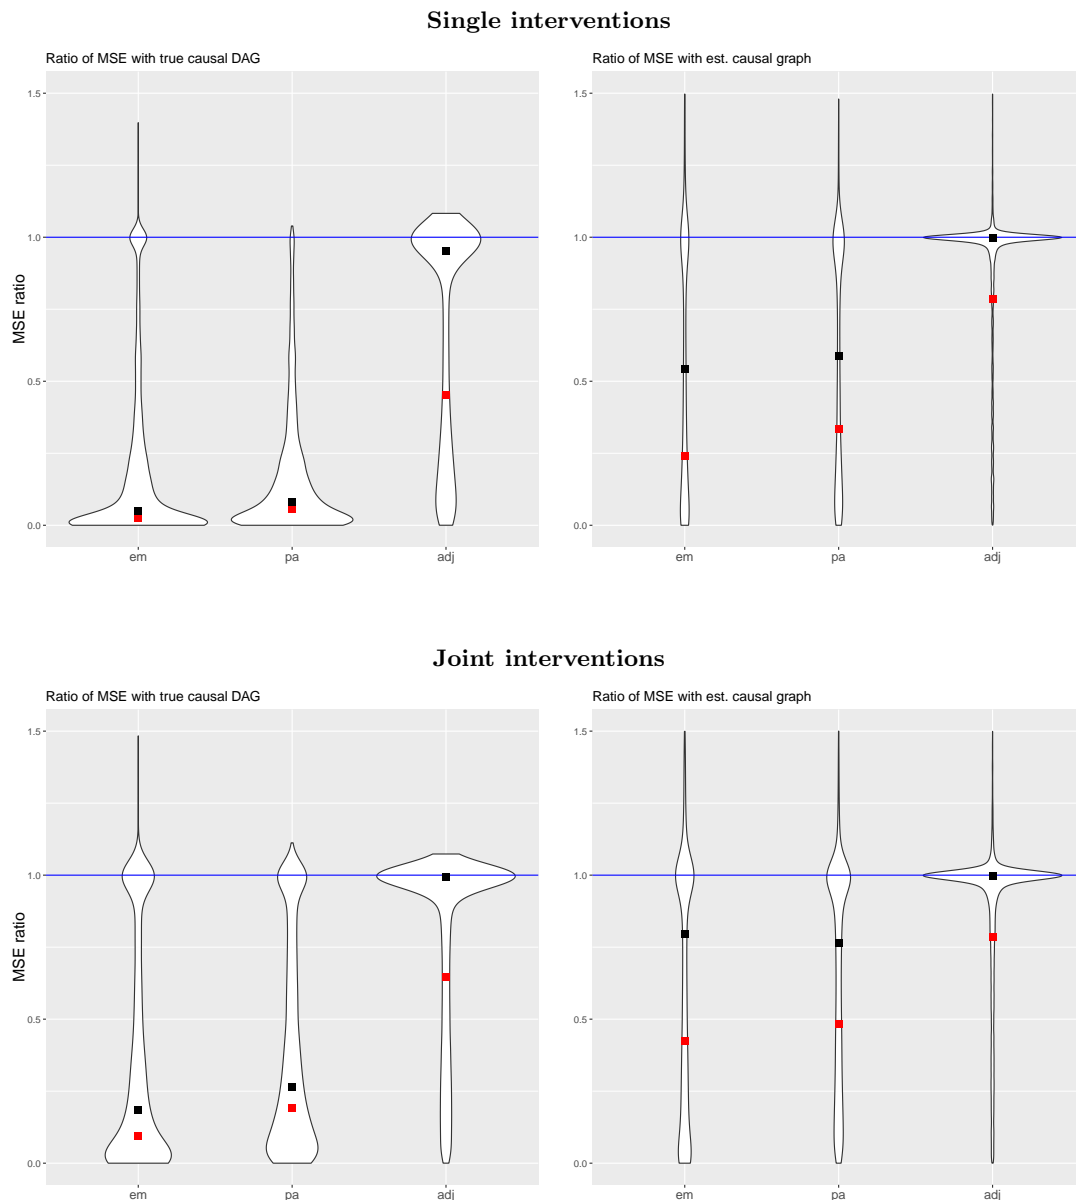 Single interventions
Ratio of MSE with true causal DAG
Ratio of MSE with est. causal graph
MSE ratio
1.5
1.0
0.5
0.0
em pa adj
1.5
1.0
0.5
0.0
em pa adj
Joint interventions
Ratio of MSE with true causal DAG
Ratio of MSE with est. causal graph
MSE ratio
1.5
1.0
0.5
0.0
em pa adj
1.5
1.0
0.5
0.0
em pa adj